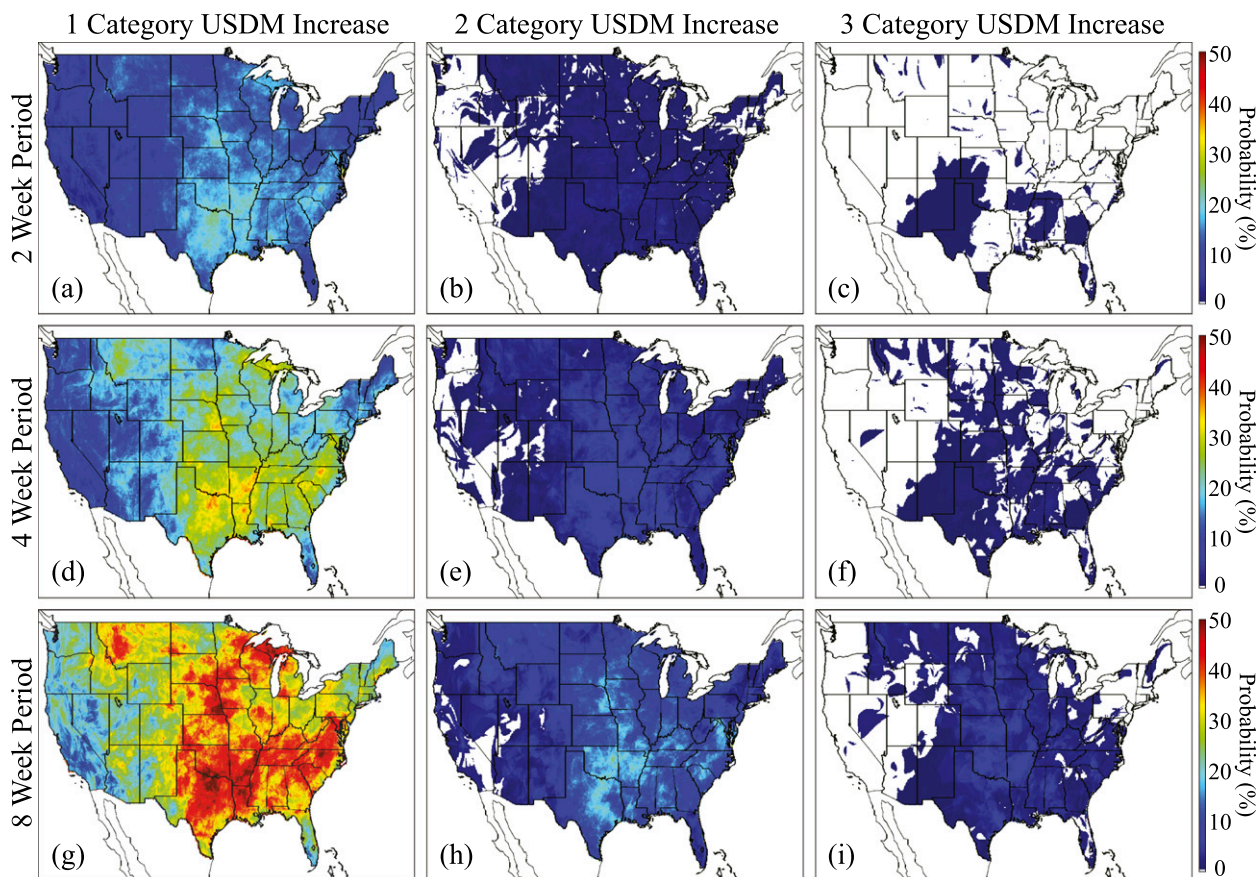 1 Category USDM Increase
2 Category USDM Increase
3 Category USDM Increase
2 Week Period
(a)
(b)
(c)
50
40
30
20
10
0
Probability (%)
4 Week Period
(d)
(e)
(f)
50
40
30
20
10
0
Probability (%)
8 Week Period
(g)
(h)
(i)
50
40
30
20
10
0
Probability (%)